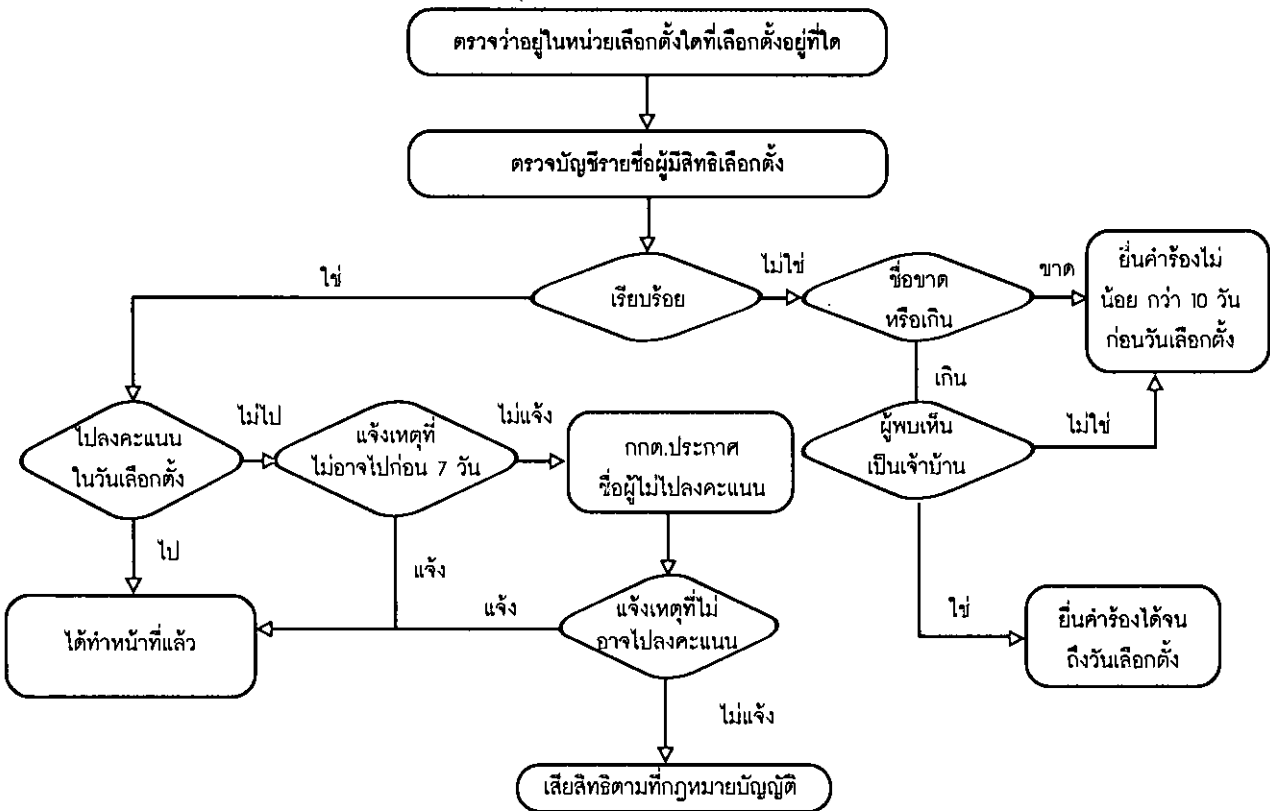 ตรวจว่าอยู่ในหน่วยเลือกตั้งใดที่เลือกตั้งอยู่ที่ใด
ตรวจบัญชีรายชื่อผู้มีสิทธิเลือกตั้ง
ใช่
เรียบร้อย
ไม่ใช่
ชื่อขาด
หรือเกิน
ขาด
ยื่นคำร้องไม่
น้อย กว่า 10 วัน
ก่อนวันเลือกตั้ง
เกิน
ผู้พบเห็น
เป็นเจ้าบ้าน
ไม่ใช่
ใช่
ยื่นคำร้องได้จน
ถึงวันเลือกตั้ง
ไปลงคะแนน
ในวันเลือกตั้ง
ไม่ไป
แจ้งเหตุที่
ไม่อาจไปก่อน 7 วัน
ไม่แจ้ง
กกต.ประกาศ
ชื่อผู้ไม่ไปลงคะแนน
ไป
แจ้ง
แจ้ง
แจ้งเหตุที่ไม่
อาจไปลงคะแนน
ได้ทำหน้าที่แล้ว
ไม่แจ้ง
เสียสิทธิตามที่กฎหมายบัญญัติ